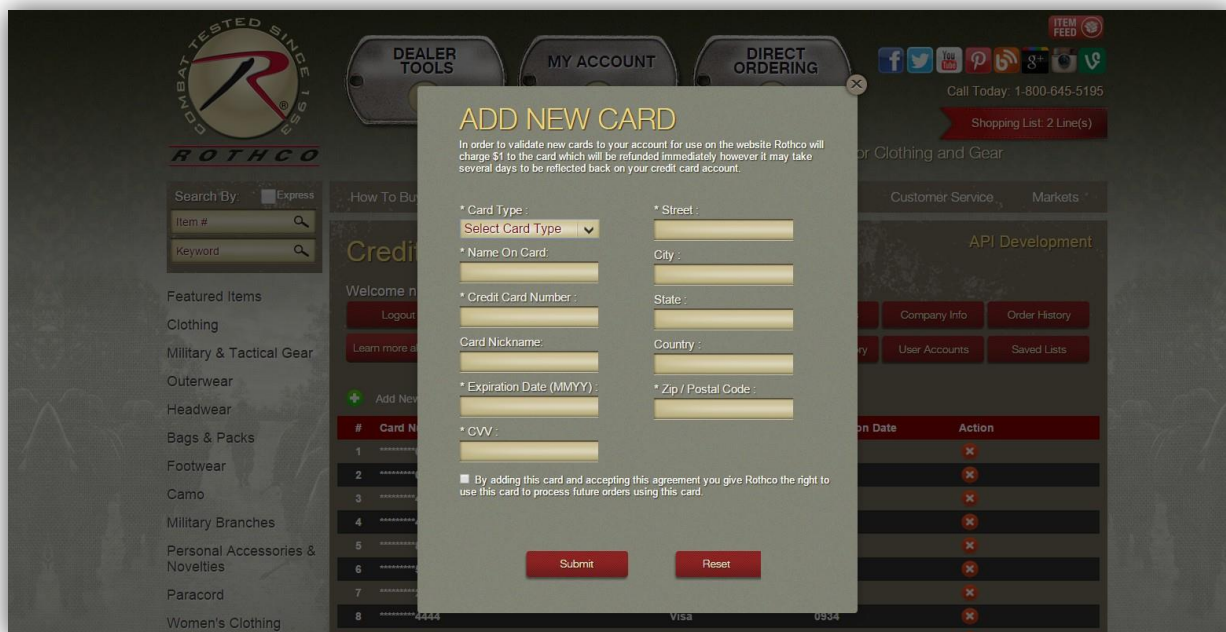 COMBAT TESTED SINCE 1953
R
®
ROTHCO
DEALER
TOOLS
MY ACCOUNT
DIRECT
ORDERING
ITEM
FEED
You
Tube
Call Today: 1-800-645-5195
Shopping List: 2 Line(s)
or Clothing and Gear
Search By:
Express
Item #
Keyword
How To Bu
Customer Service
Markets
Credi
API Development
Welcome n
Logout
Company Info
Order History
Learn more a
ry
User Accounts
Saved Lists
Add New
Featured Items
Clothing
Military & Tactical Gear
Outerwear
Headwear
Bags & Packs
Footwear
Camo
Military Branches
Personal Accessories &
Novelties
Paracord
Women's Clothing
ADD NEW CARD
In order to validate new cards to your account for use on the website Rothco will
charge $1 to the card which will be refunded immediately however it may take
several days to be reflected back on your credit card account.
* Card Type :
Select Card Type
* Name On Card:
* Credit Card Number :
Card Nickname:
* Expiration Date (MMYY) :
* CVV :
* Street :
City :
State :
Country :
* Zip / Postal Code :
By adding this card and accepting this agreement you give Rothco the right to
use this card to process future orders using this card.
Submit
Reset
# Card N on Date Action
1
2
3
4
5
6
7
8 *********4444 Visa 0934